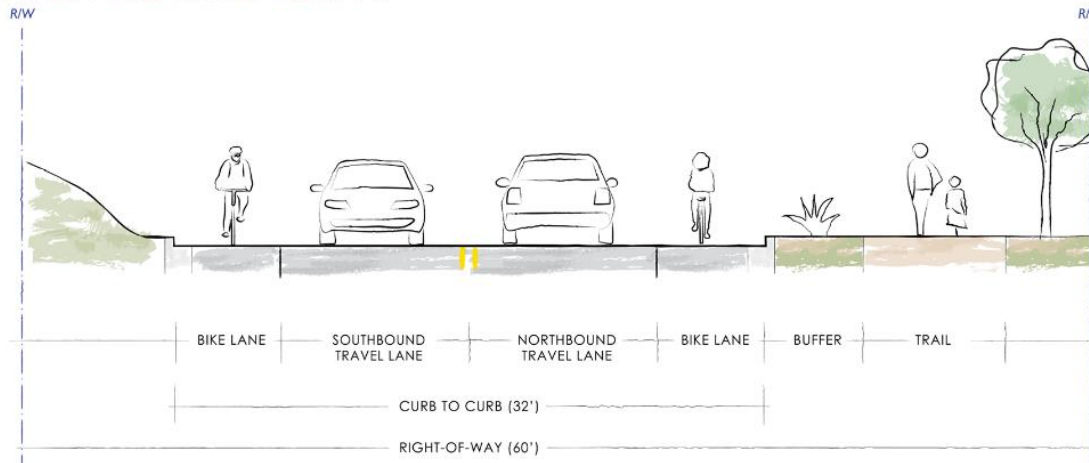 R/W
BIKE LANE
SOUTHBOUND
TRAVEL LANE
NORTHBOUND
TRAVEL LANE
BIKE LANE
BUFFER
TRAIL
CURB TO CURB (32')
RIGHT-OF-WAY (60')